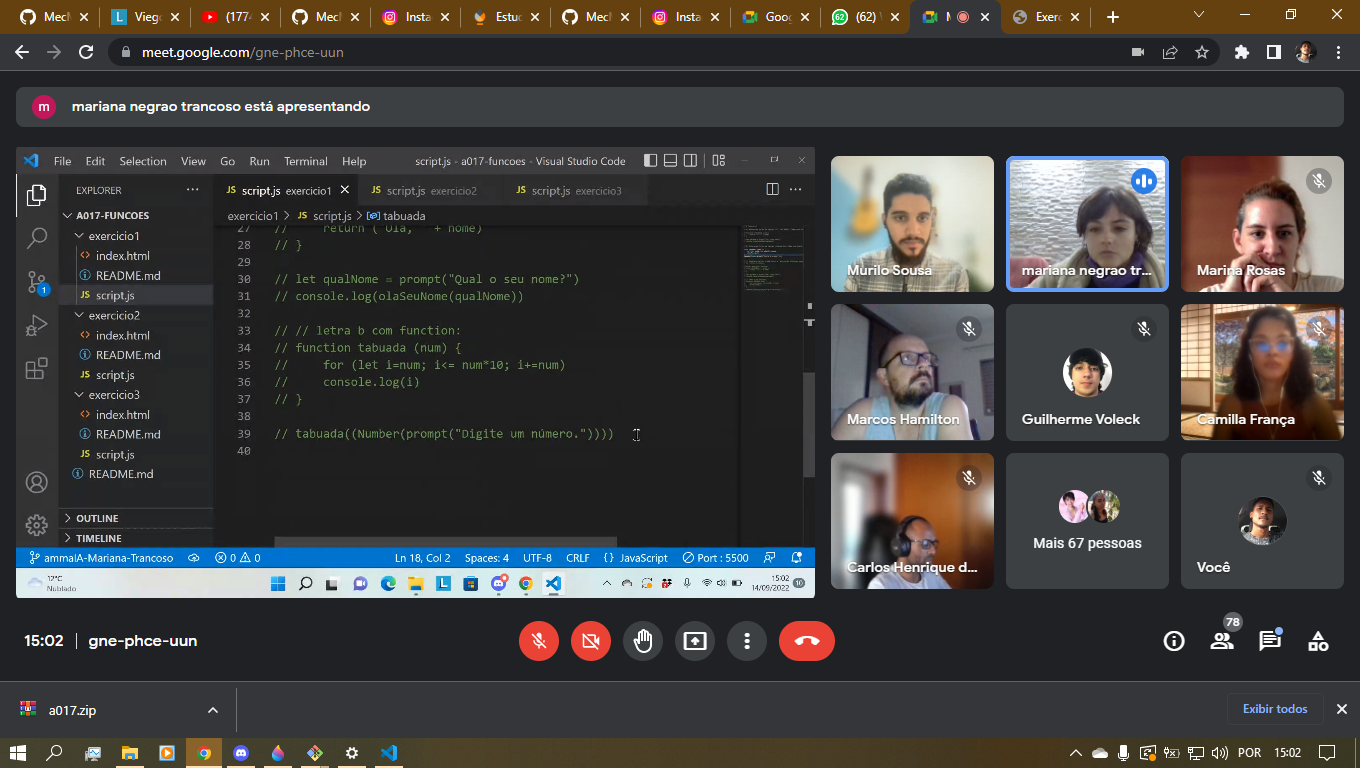 Mecl
Vieg
(177
Mecl
Insta
Estuc
Mecl
Insta
Goog
(62)
Exerc
meet.google.com/gne-phce-uun
m
mariana negrao trancoso está apresentando
File Edit Selection View Go Run Terminal Help
script.js - a017-funcoes - Visual Studio Code
EXPLORER
JS script.js exercicio1
JS script.js exercicio2
JS script.js exercicio3
exercicio1 > JS script.js > tabuada
A017-FUNCOES
exercicio1
index.html
README.md
JS script.js
exercicio2
index.html
README.md
JS script.js
exercicio3
index.html
README.md
JS script.js
README.md
OUTLINE
TIMELINE
1
27 // return ("Olá, " + nome)
28 // }
29
30 // let qualNome = prompt("Qual o seu nome?")
31 // console.log(olaSeuNome(qualNome))
32
33 // // letra b com function:
34 // function tabuada (num) {
35 // for (let i=num; i<= num*10; i+=num)
36 // console.log(i)
37 // }
38
39 // tabuada((Number(prompt("Digite um número."))))
40
ammalA-Mariana-Trancoso 0 0 Ln 18, Col 2 Spaces: 4 UTF-8 CRLF {} JavaScript Port : 5500
12°C
Nublado
15:02
14/09/2022
10
Murilo Sousa
mariana negrao tr...
Marina Rosas
Marcos Hamilton
Guilherme Voleck
Camilla França
Carlos Henrique d...
Mais 67 pessoas
Você
15:02 | gne-phce-uun
78
a017.zip
Exibir todos
POR 15:02